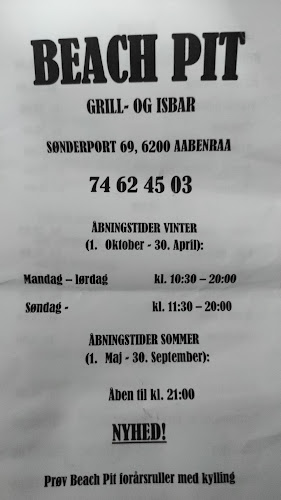 BEACH PIT
GRILL- OG ISBAR
SØNDERPORT 69, 6200 AABENRAA
74 62 45 03
ÅBNINGSTIDER VINTER
(1. Oktober - 30. April):
Mandag – lørdag kl. 10:30 – 20:00
Søndag - kl. 11:30 – 20:00
ÅBNINGSTIDER SOMMER
(1. Maj - 30. September):
Åben til kl. 21:00
NYHED!
Prøv Beach Pit forårsruller med kylling